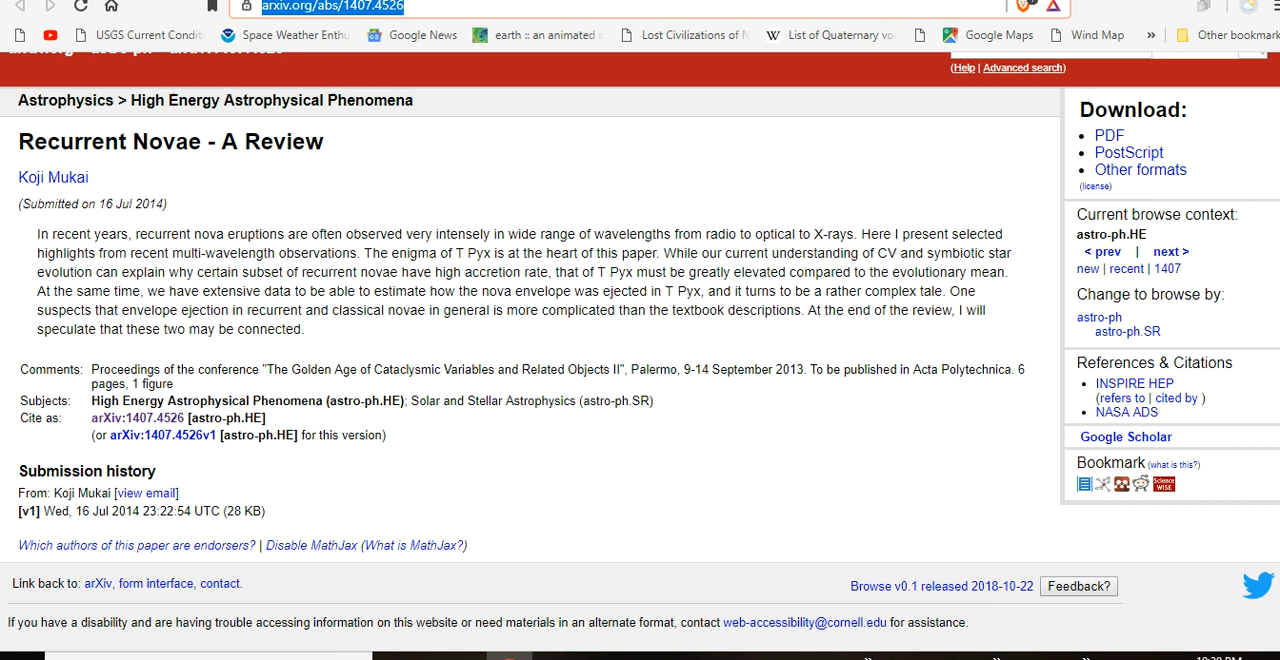 arxiv.org/abs/1407.4526
USGS Current Condit Space Weather Enthu Google News earth :: an animated Lost Civilizations of N List of Quaternary vo Google Maps Wind Map » Other bookmark
(Help | Advanced search)
Astrophysics > High Energy Astrophysical Phenomena
Recurrent Novae - A Review
Koji Mukai
(Submitted on 16 Jul 2014)
In recent years, recurrent nova eruptions are often observed very intensely in wide range of wavelengths from radio to optical to X-rays. Here I present selected
highlights from recent multi-wavelength observations. The enigma of T Pyx is at the heart of this paper. While our current understanding of CV and symbiotic star
evolution can explain why certain subset of recurrent novae have high accretion rate, that of T Pyx must be greatly elevated compared to the evolutionary mean.
At the same time, we have extensive data to be able to estimate how the nova envelope was ejected in T Pyx, and it turns to be a rather complex tale. One
suspects that envelope ejection in recurrent and classical novae in general is more complicated than the textbook descriptions. At the end of the review, I will
speculate that these two may be connected.
Comments: Proceedings of the conference "The Golden Age of Cataclysmic Variables and Related Objects II", Palermo, 9-14 September 2013. To be published in Acta Polytechnica. 6
pages, 1 figure
Subjects: High Energy Astrophysical Phenomena (astro-ph.HE); Solar and Stellar Astrophysics (astro-ph.SR)
Cite as: arXiv:1407.4526 [astro-ph.HE]
(or arXiv:1407.4526v1 [astro-ph.HE] for this version)
Submission history
From: Koji Mukai [view email]
[v1] Wed, 16 Jul 2014 23:22:54 UTC (28 KB)
Which authors of this paper are endorsers? | Disable MathJax (What is MathJax?)
Download:
PDF
PostScript
Other formats
(license)
Current browse context:
astro-ph.HE
< prev | next >
new | recent | 1407
Change to browse by:
astro-ph
astro-ph.SR
References & Citations
INSPIRE HEP
(refers to | cited by )
NASA ADS
Google Scholar
Bookmark (what is this?)
Science
WISE
Link back to: arXiv, form interface, contact.
Browse v0.1 released 2018-10-22 Feedback?
If you have a disability and are having trouble accessing information on this website or need materials in an alternate format, contact web-accessibility@cornell.edu for assistance.